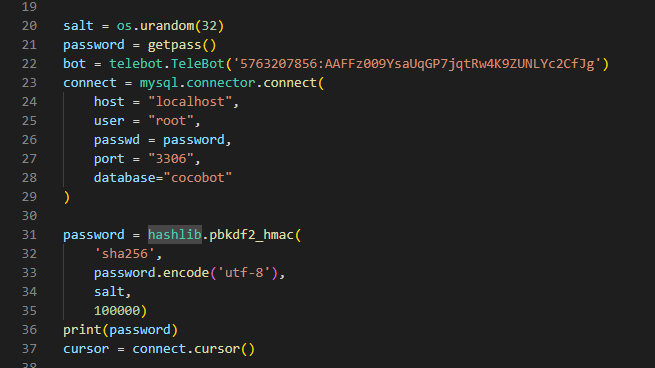 19
20 salt = os.urandom(32)
21 password = getpass()
22 bot = telebot.TeleBot('5763207856:AAFFz009YsaUqGP7jqtRw4K9ZUNLYc2CfJg')
23 connect = mysql.connector.connect(
24     host = "localhost",
25     user = "root",
26     passwd = password,
27     port = "3306",
28     database="cocobot"
29 )
30
31 password = hashlib.pbkdf2_hmac(
32     'sha256',
33     password.encode('utf-8'),
34     salt,
35     100000)
36 print(password)
37 cursor = connect.cursor()
38